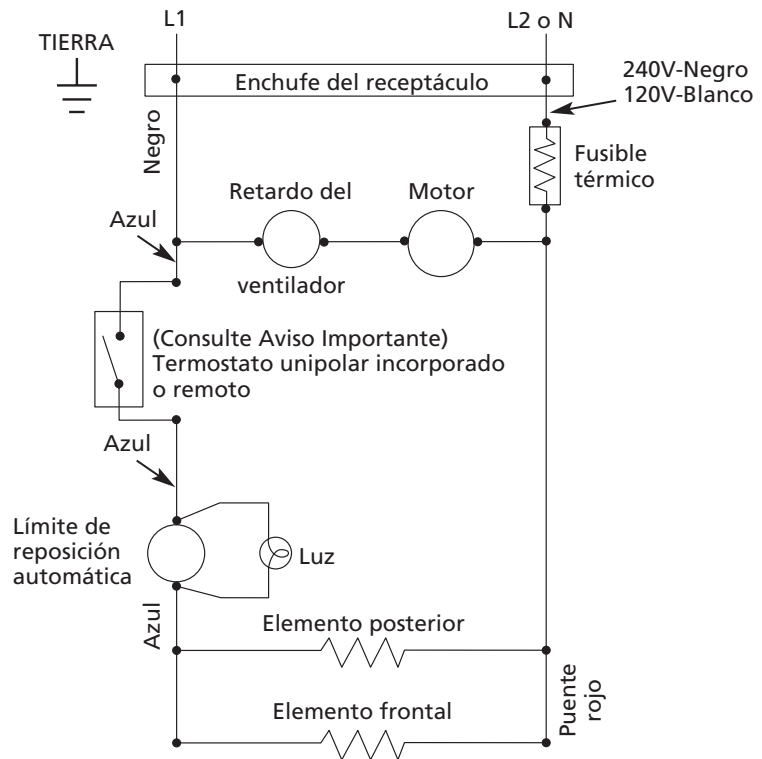 L1
L2 o N
TIERRA
Enchufe del receptáculo
240V-Negro
120V-Blanco
Negro
Fusible
térmico
Retardo del
Motor
Azul
ventilador
(Consulte Aviso Importante)
Termostato unipolar incorporado
o remoto
Azul
Límite de
reposición
automática
Luz
Azul
Elemento posterior
Elemento frontal
Puente
rojo